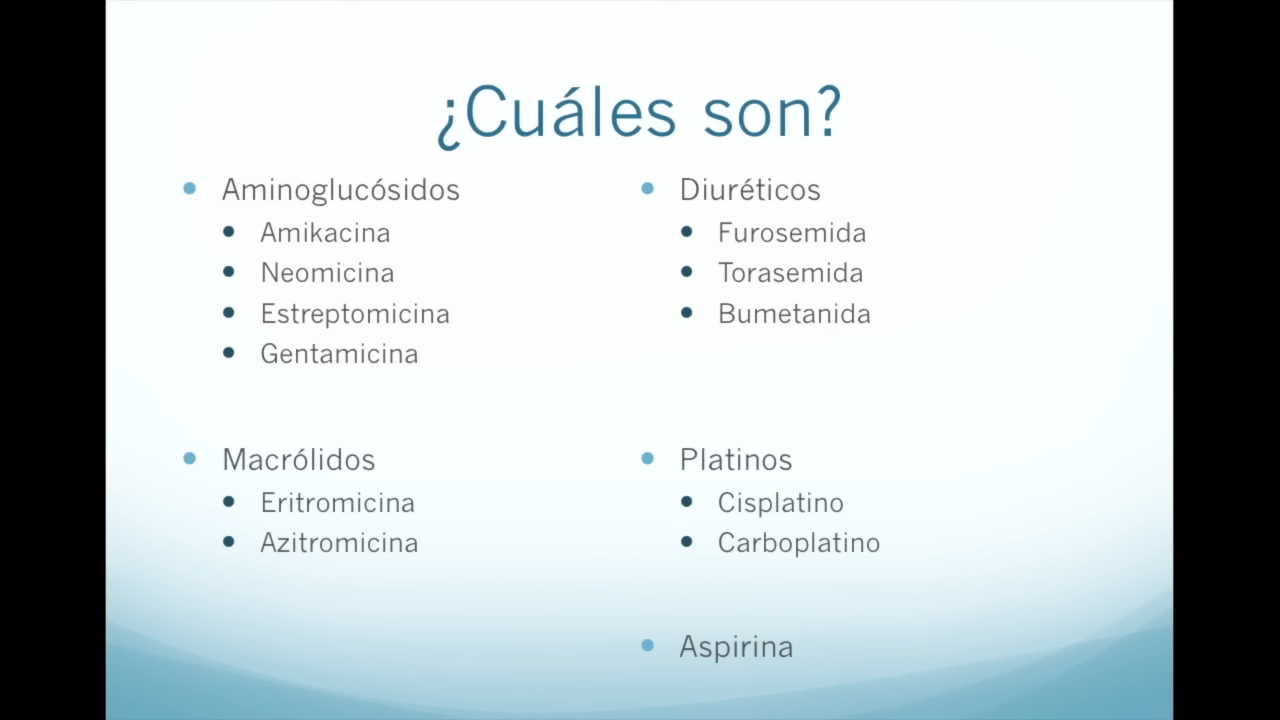 ¿Cuáles son?
Aminoglucósidos
Amikacina
Neomicina
Estreptomicina
Gentamicina
Macrólidos
Eritromicina
Azitromicina
Diuréticos
Furosemida
Torasemida
Bumetanida
Platinos
Cisplatino
Carboplatino
Aspirina